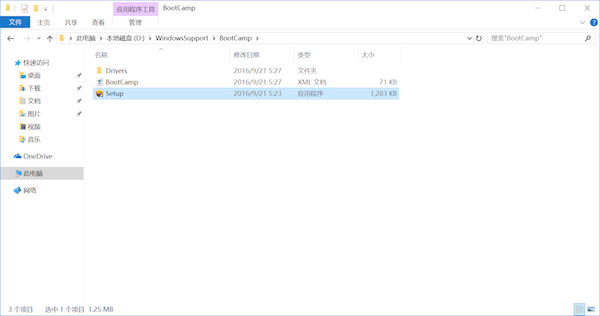 应用程序工具 BootCamp
文件 主页 共享 查看 管理
此电脑 > 本地磁盘 (D:) > WindowsSupport > BootCamp >
搜索"BootCamp"
名称 修改日期 类型 大小
快速访问
桌面
下载
文档
图片
视频
音乐
OneDrive
此电脑
网络
Drivers 2016/9/21 5:27 文件夹
BootCamp 2016/9/21 5:27 XML 文档 71 KB
Setup 2016/9/21 5:23 应用程序 1,283 KB
3 个项目 选中 1 个项目 1.25 MB